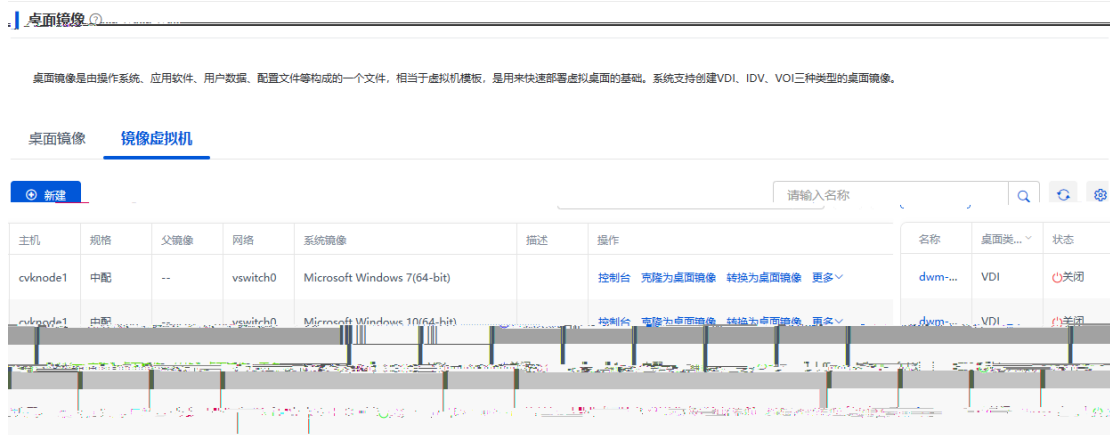 桌面镜像
桌面镜像是由操作系统、应用软件、用户数据、配置文件等构成的一个文件，相当于虚拟机模板，是用来快速部署虚拟桌面的基础。系统支持创建VDI、IDV、VOI三种类型的桌面镜像。
桌面镜像 镜像虚拟机
新建 请输入名称
主机 规格 父镜像 网络 系统镜像 描述 操作 名称 桌面类... 状态
cvknode1 中配 -- vswitch0 Microsoft Windows 7(64-bit) 控制台 克隆为桌面镜像 转换为桌面镜像 更多 dwm-... VDI 关闭
cvknode1 中配 vswitch0 Microsoft Windows 10(64-bit) 控制台 克隆为桌面镜像 转换为桌面镜像 更多 dwm-... VDI 关闭